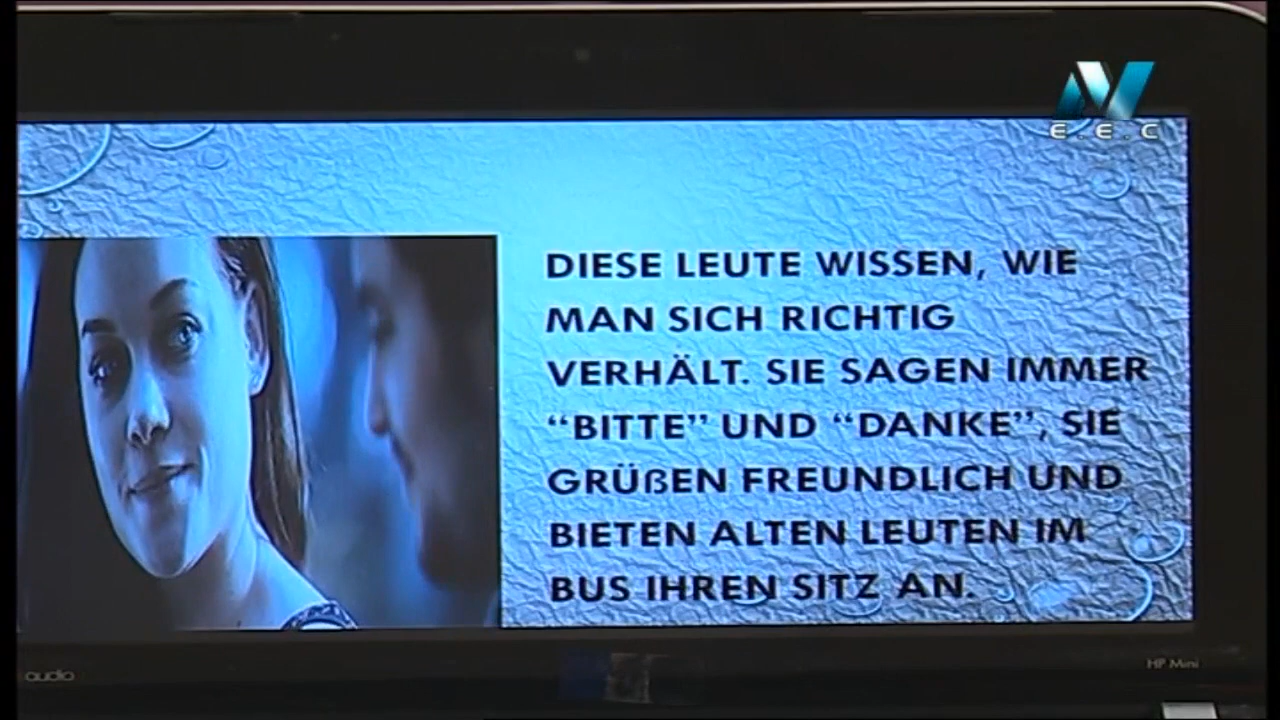 E.E.C
DIESE LEUTE WISSEN, WIE
MAN SICH RICHTIG
VERHÄLT. SIE SAGEN IMMER
“BITTE” UND “DANKE”, SIE
GRÜßEN FREUNDLICH UND
BIETEN ALTEN LEUTEN IM
BUS IHREN SITZ AN.
audio
HP Mini